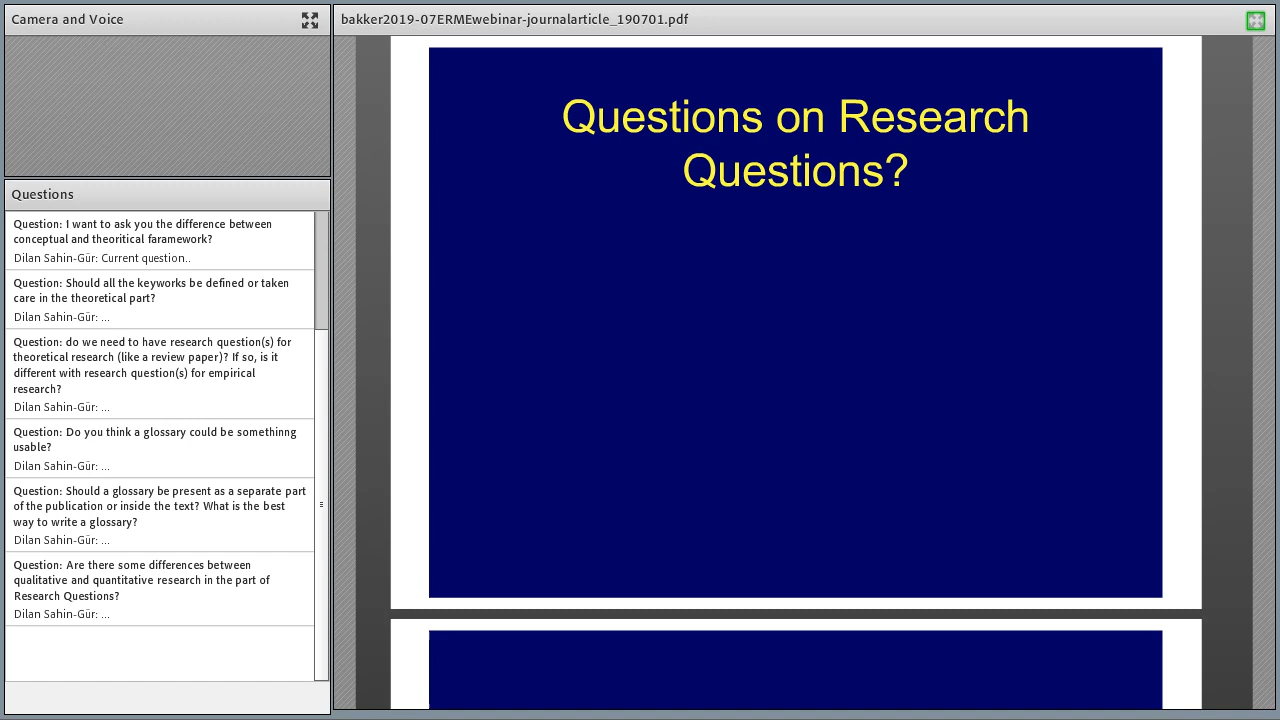 Camera and Voice
bakker2019-07ERMEwebinar-journalarticle_190701.pdf
Questions
Question: I want to ask you the difference between
conceptual and theoritical faramework?
Dilan Sahin-Gür: Current question..
Question: Should all the keyworks be defined or taken
care in the theoretical part?
Dilan Sahin-Gür: ...
Question: do we need to have research question(s) for
theoretical research (like a review paper)? If so, is it
different with research question(s) for empirical
research?
Dilan Sahin-Gür: ...
Question: Do you think a glossary could be somethinng
usable?
Dilan Sahin-Gür: ...
Question: Should a glossary be present as a separate part
of the publication or inside the text? What is the best
way to write a glossary?
Dilan Sahin-Gür: ...
Question: Are there some differences between
qualitative and quantitative research in the part of
Research Questions?
Dilan Sahin-Gür: ...
Questions on Research
Questions?